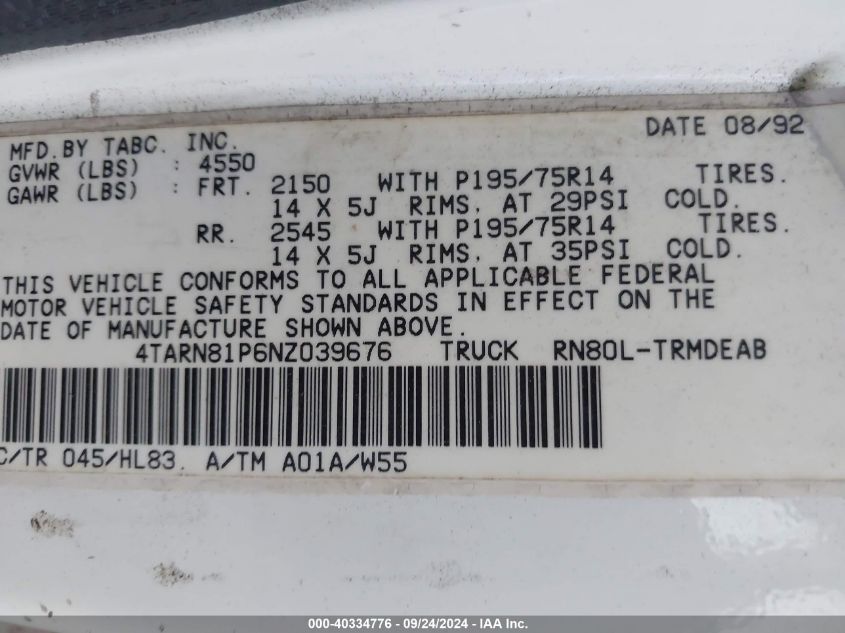 DATE 08/92
MFD.BY TABC. INC.
GVWR (LBS) : 4550
GAWR (LBS) : FRT. 2150 WITH P195/75R14 TIRES.
14 X 5J RIMS, AT 29PSI COLD.
RR. 2545 WITH P195/75R14 TIRES.
14 X 5J RIMS, AT 35PSI COLD.
THIS VEHICLE CONFORMS TO ALL APPLICABLE FEDERAL
MOTOR VEHICLE SAFETY STANDARDS IN EFFECT ON THE
DATE OF MANUFACTURE SHOWN ABOVE.
4TARN81P6NZ039676 TRUCK RN80L-TRMDEAB
C/TR 045/HL83. A/TM A01A/W55
000-40334776 - 09/24/2024 - IAA Inc.